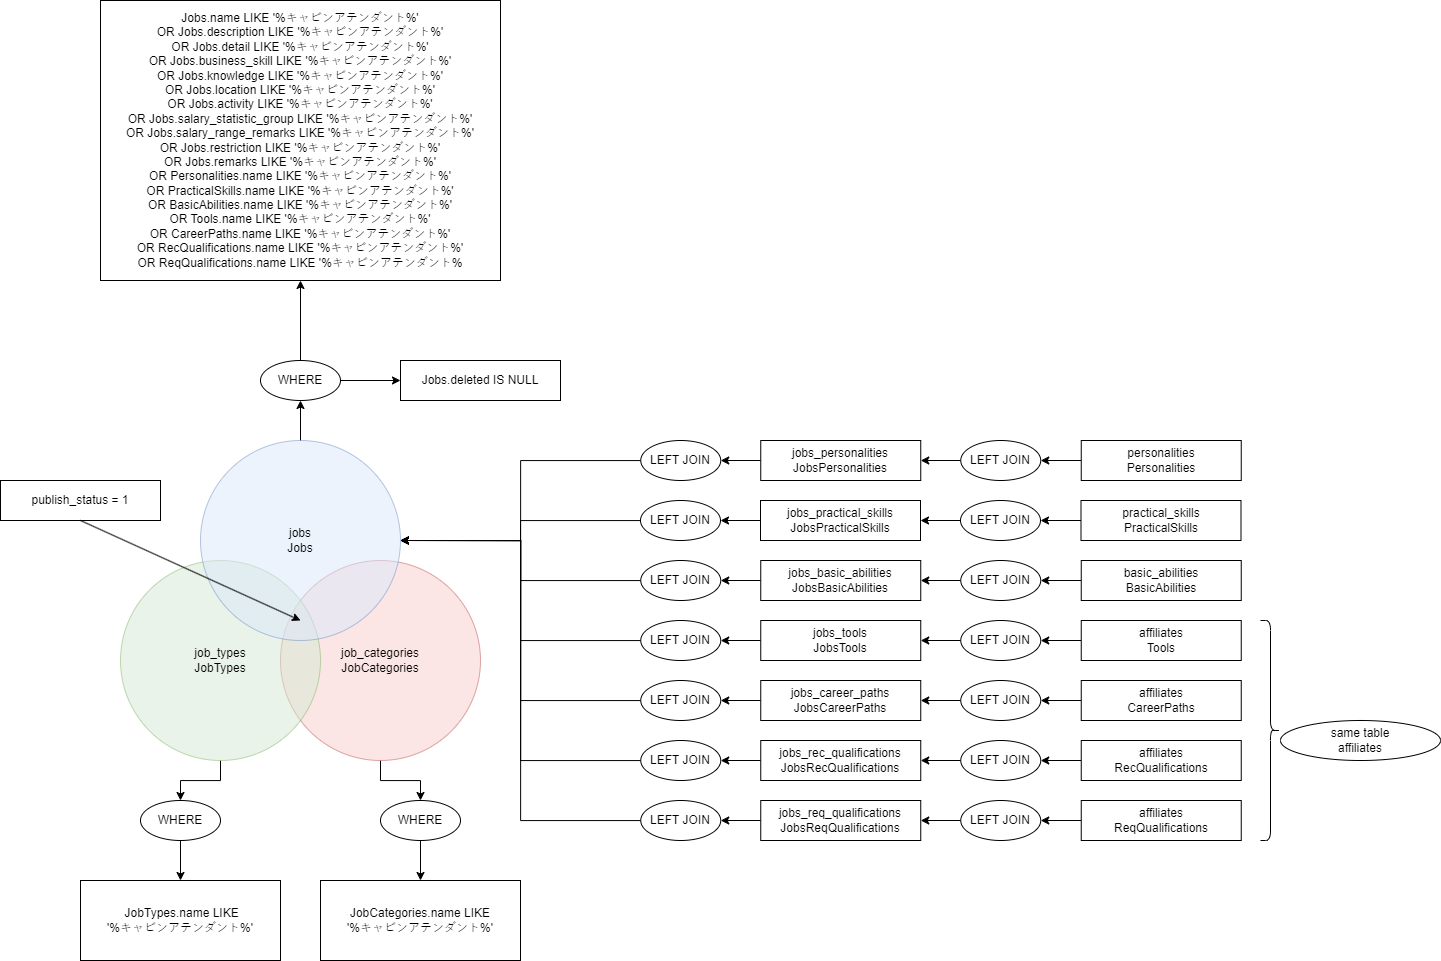 Jobs.name LIKE '%キャビンアテンダント%'
OR Jobs.description LIKE '%キャビンアテンダント%'
OR Jobs.detail LIKE '%キャビンアテンダント%'
OR Jobs.business_skill LIKE '%キャビンアテンダント%'
OR Jobs.knowledge LIKE '%キャビンアテンダント%'
OR Jobs.location LIKE '%キャビンアテンダント%'
OR Jobs.activity LIKE '%キャビンアテンダント%'
OR Jobs.salary_statistic_group LIKE '%キャビンアテンダント%'
OR Jobs.salary_range_remarks LIKE '%キャビンアテンダント%'
OR Jobs.restriction LIKE '%キャビンアテンダント%'
OR Jobs.remarks LIKE '%キャビンアテンダント%'
OR Personalities.name LIKE '%キャビンアテンダント%'
OR PracticalSkills.name LIKE '%キャビンアテンダント%'
OR BasicAbilities.name LIKE '%キャビンアテンダント%'
OR Tools.name LIKE '%キャビンアテンダント%'
OR CareerPaths.name LIKE '%キャビンアテンダント%'
OR RecQualifications.name LIKE '%キャビンアテンダント%'
OR ReqQualifications.name LIKE '%キャビンアテンダント%
WHERE
Jobs.deleted IS NULL
publish_status = 1
jobs
Jobs
job_types
JobTypes
job_categories
JobCategories
WHERE
WHERE
JobTypes.name LIKE
'%キャビンアテンダント%'
JobCategories.name LIKE
'%キャビンアテンダント%'
LEFT JOIN
jobs_personalities
JobsPersonalities
LEFT JOIN
personalities
Personalities
LEFT JOIN
jobs_practical_skills
JobsPracticalSkills
LEFT JOIN
practical_skills
PracticalSkills
LEFT JOIN
jobs_basic_abilities
JobsBasicAbilities
LEFT JOIN
basic_abilities
BasicAbilities
LEFT JOIN
jobs_tools
JobsTools
LEFT JOIN
affiliates
Tools
LEFT JOIN
jobs_career_paths
JobsCareerPaths
LEFT JOIN
affiliates
CareerPaths
LEFT JOIN
jobs_rec_qualifications
JobsRecQualifications
LEFT JOIN
affiliates
RecQualifications
LEFT JOIN
jobs_req_qualifications
JobsReqQualifications
LEFT JOIN
affiliates
ReqQualifications
same table
affiliates